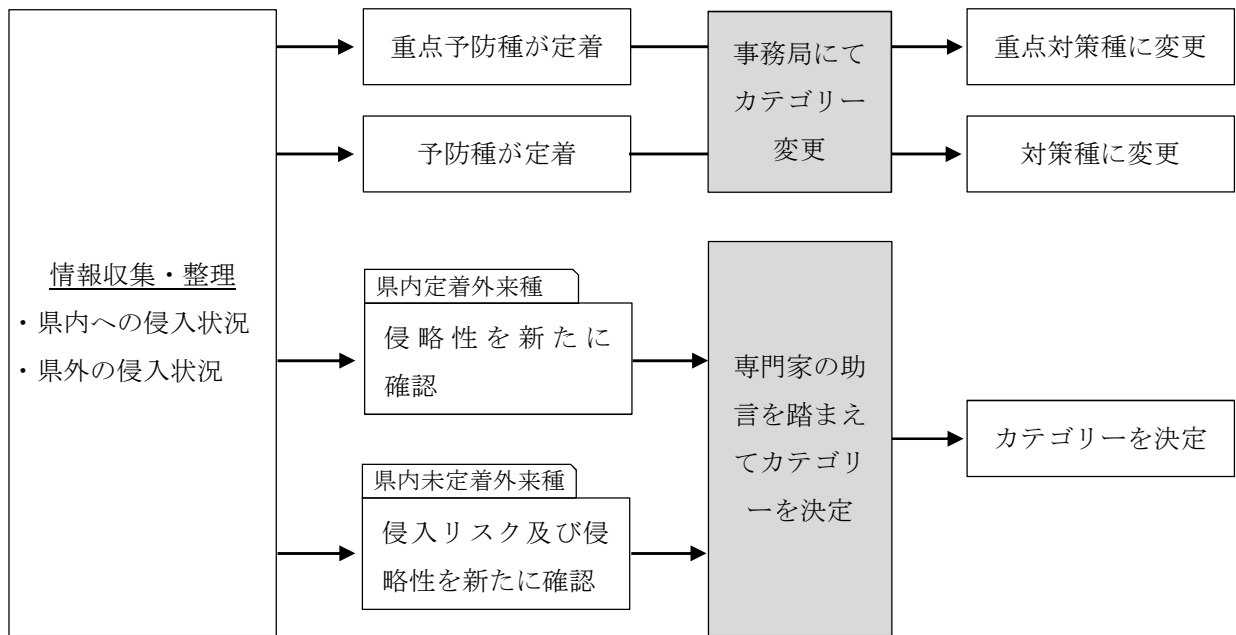 情報収集・整理
・県内への侵入状況
・県外の侵入状況
重点予防種が定着
予防種が定着
事務局にて
カテゴリー
変更
重点対策種に変更
対策種に変更
県内定着外来種
侵略性を新たに
確認
県内未定着外来種
侵入リスク及び侵
略性を新たに確認
専門家の助
言を踏まえ
てカテゴリ
ーを決定
カテゴリーを決定